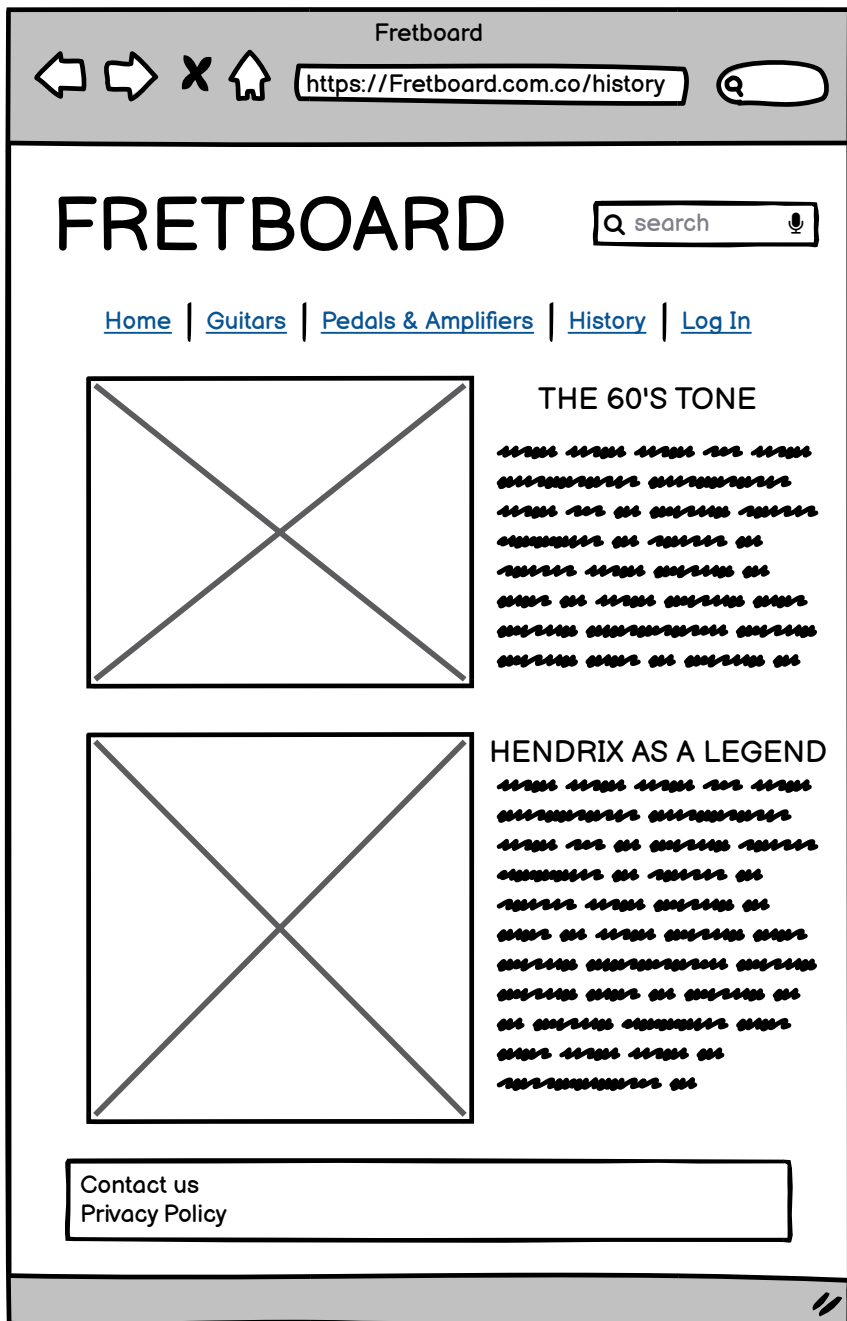 Fretboard
https://Fretboard.com.co/history
FRETBOARD
search
Home | Guitars | Pedals & Amplifiers | History | Log In
THE 60'S TONE
HENDRIX AS A LEGEND
Contact us
Privacy Policy